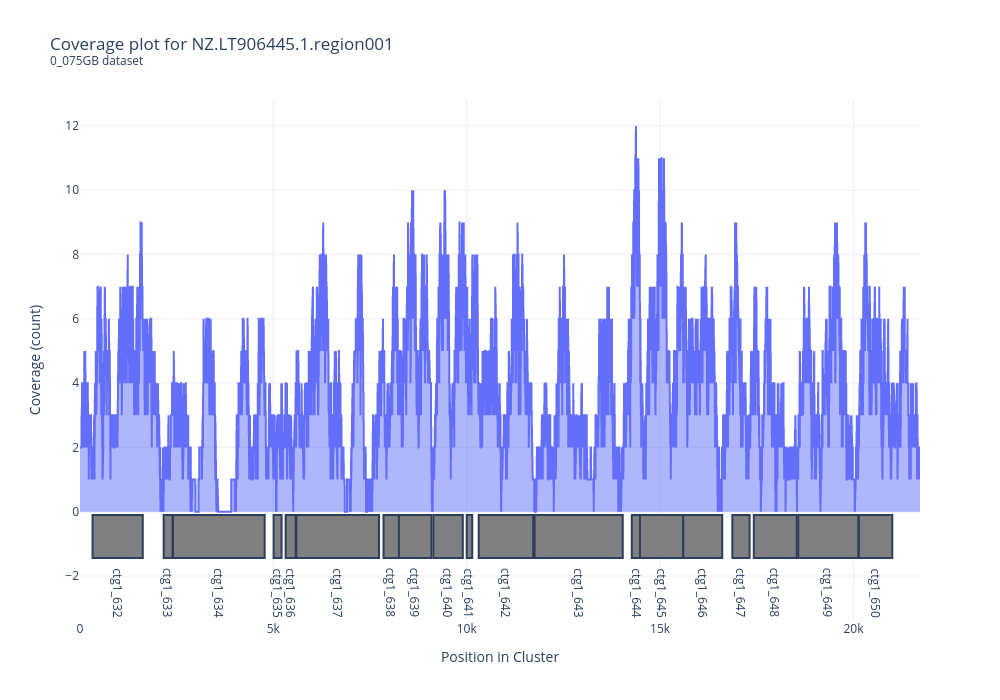 Coverage plot for NZ.LT906445.1.region001
0_075GB dataset
12
10
8
6
4
2
0
−2
Coverage (count)
ctg1_632
ctg1_633
ctg1_634
ctg1_635
ctg1_636
ctg1_637
ctg1_638
ctg1_639
ctg1_640
ctg1_641
ctg1_642
ctg1_643
ctg1_644
ctg1_645
ctg1_646
ctg1_647
ctg1_648
ctg1_649
ctg1_650
0 5k 10k 15k 20k
Position in Cluster